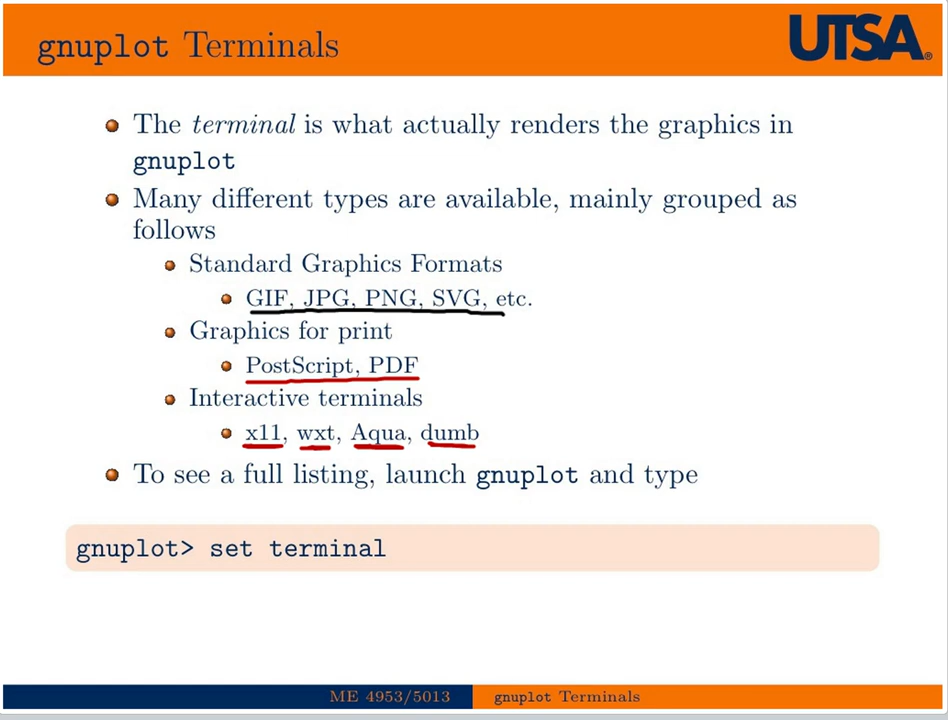 gnuplot Terminals
UTSA®
The terminal is what actually renders the graphics in
gnuplot
Many different types are available, mainly grouped as
follows
Standard Graphics Formats
GIF, JPG, PNG, SVG, etc.
Graphics for print
PostScript, PDF
Interactive terminals
x11, wxt, Aqua, dumb
To see a full listing, launch gnuplot and type
gnuplot> set terminal
ME 4953/5013
gnuplot Terminals